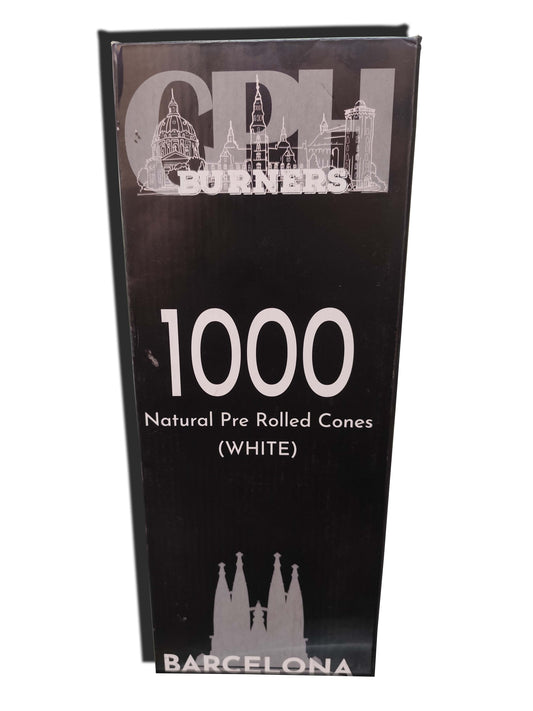 CPH
BURNERS
1000
Natural Pre Rolled Cones
(WHITE)
BARCELONA